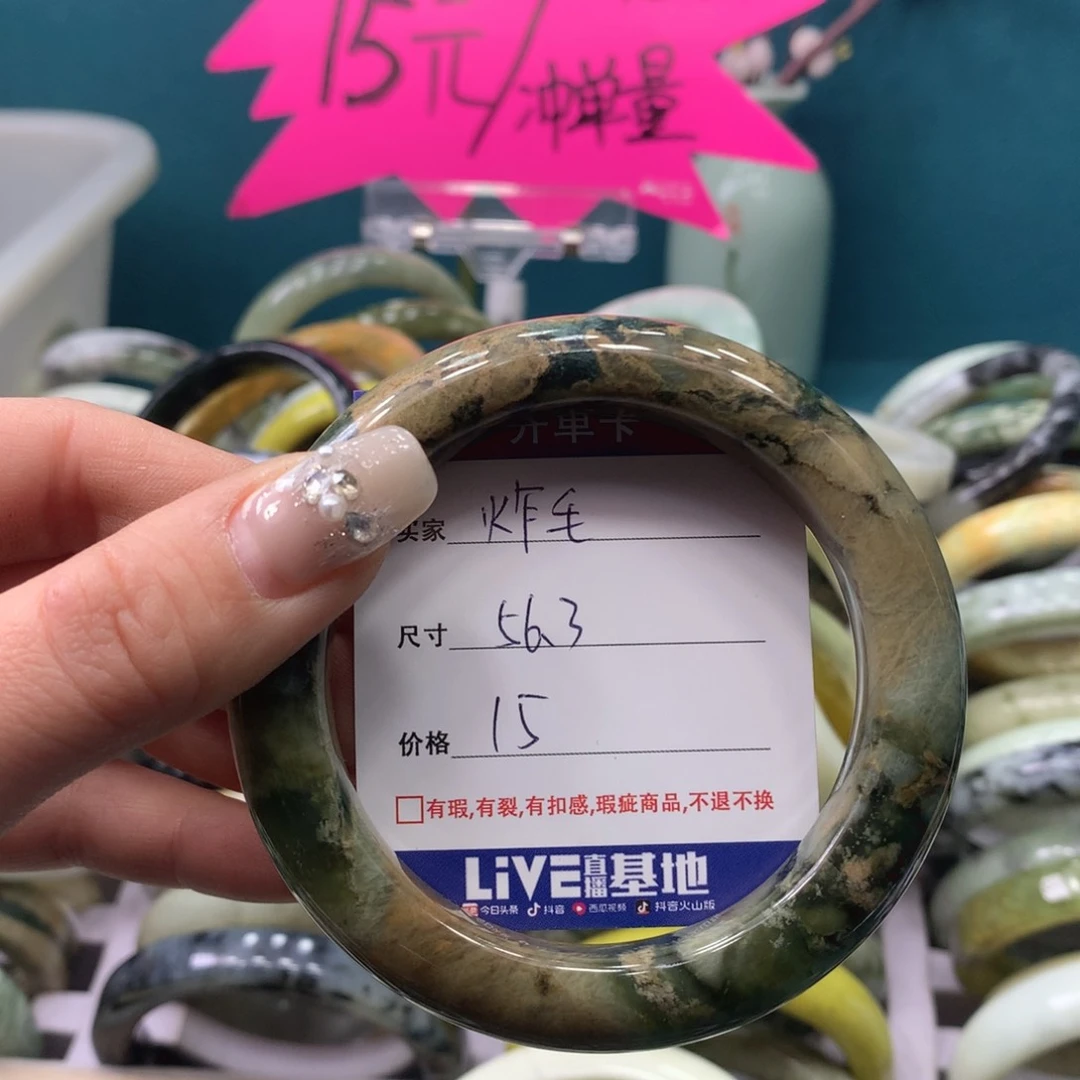 15元
冲单量
开单卡
买家 炸毛
尺寸 56.3
价格 15
有瑕,有裂,有扣感,瑕疵商品,不退不换
LiVE直播基地
今日头条 抖音 西瓜视频 抖音火山版